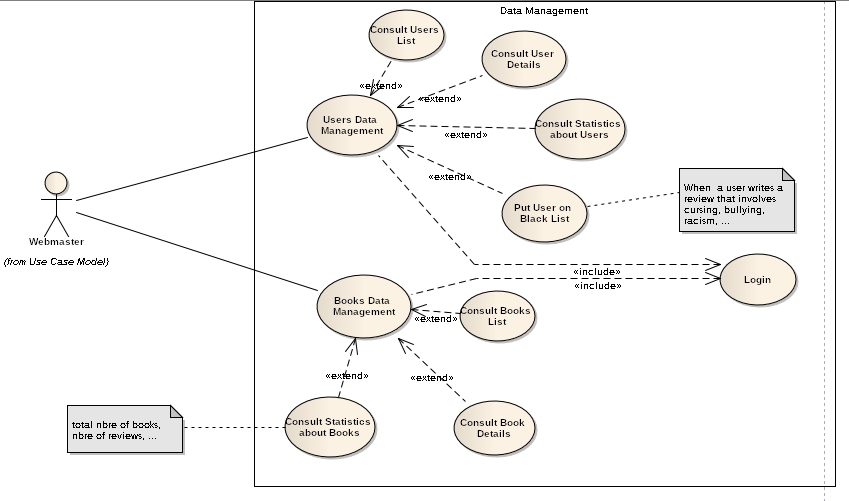 Data Management
Consult Users
List
Consult User
Details
«extend»
«extend»
Users Data
Management
Consult Statistics
about Users
«extend»
«extend»
When a user writes a
review that involves
cursing, bullying,
racism, ...
Put User on
Black List
Webmaster
(from Use Case Model)
«include»
Login
«include»
Books Data
Management
Consult Books
List
«extend»
«extend»
«extend»
total nbre of books,
nbre of reviews, ...
Consult Statistics
about Books
Consult Book
Details